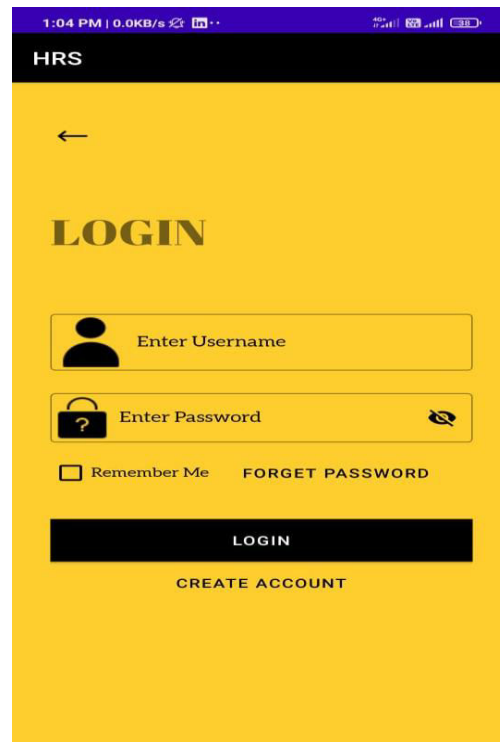 1:04 PM | 0.0KB/s
HRS
LOGIN
Enter Username
Enter Password
Remember Me FORGET PASSWORD
LOGIN
CREATE ACCOUNT